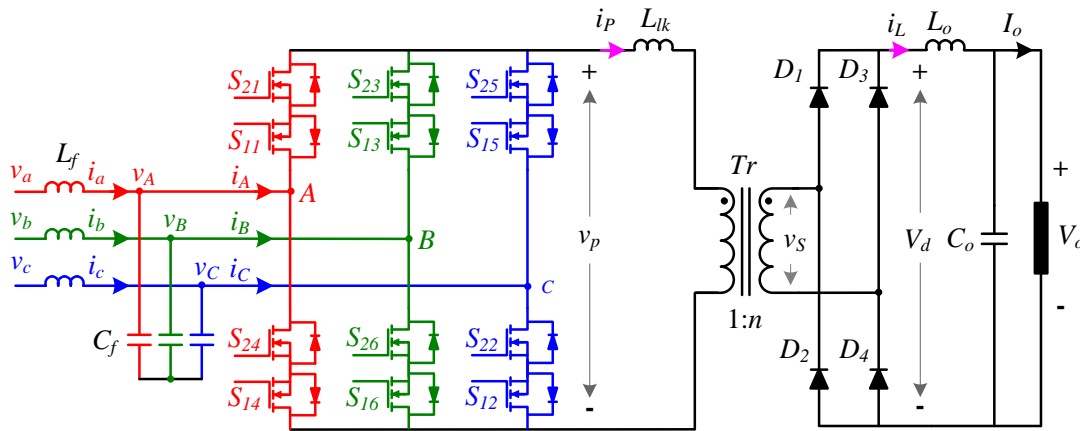 i_P L_lk i_L L_o I_o
S_21 S_23 S_25 + D_1 D_3 +
S_11 S_13 S_15
L_f Tr
v_a i_a v_A i_A A +
v_b i_b v_B i_B B v_p v_S V_d C_o V_o
v_c i_c v_C i_C C
1:n -
C_f S_24 S_26 S_22 D_2 D_4
S_14 S_16 S_12 - -